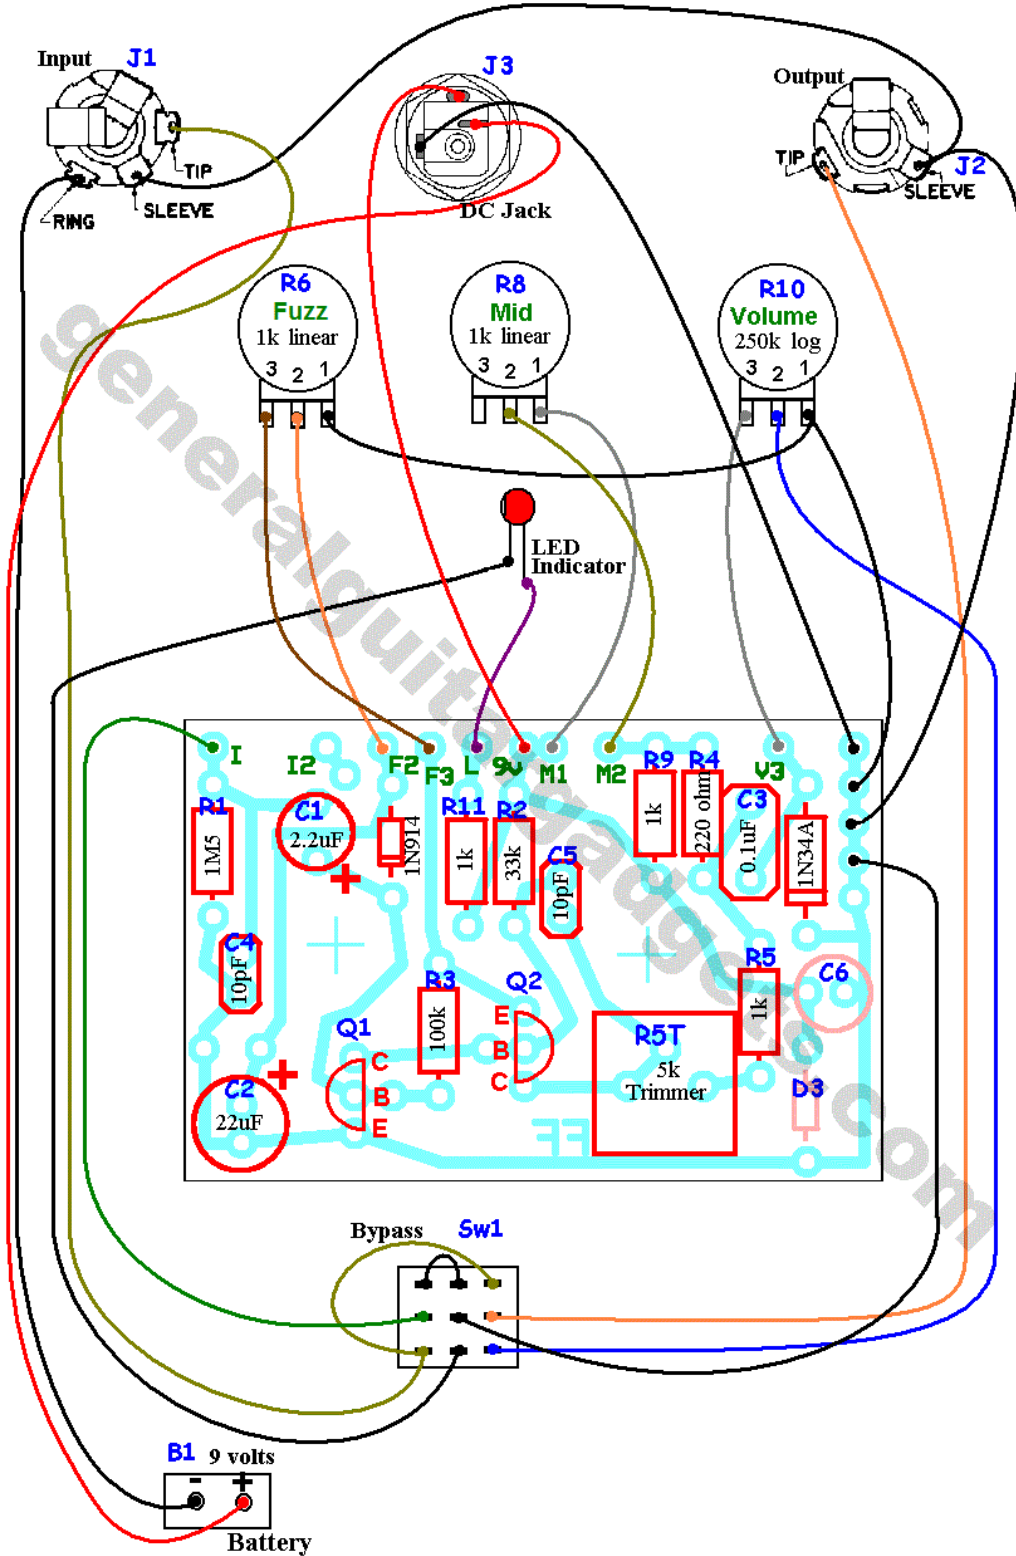 Input
J1
TIP
RING
SLEEVE
J3
DC Jack
Output
TIP
J2
SLEEVE
R6
Fuzz
1k linear
3 2 1
R8
Mid
1k linear
3 2 1
R10
Volume
250k log
3 2 1
LED
Indicator
generalguitargadgets.com
I
I2
F2
F3
L
9v
M1
M2
V3
R1
1M5
C1
2.2uF
+
1N914
R11
1k
R2
33k
C5
10pF
R9
1k
R4
220 ohm
C3
0.1uF
1N34A
C4
10pF
R3
100k
Q2
E
B
C
Q1
C
B
E
R5
1k
C6
R5T
5k
Trimmer
D3
C2
22uF
+
FF
Bypass
Sw1
B1
9 volts
- +
Battery